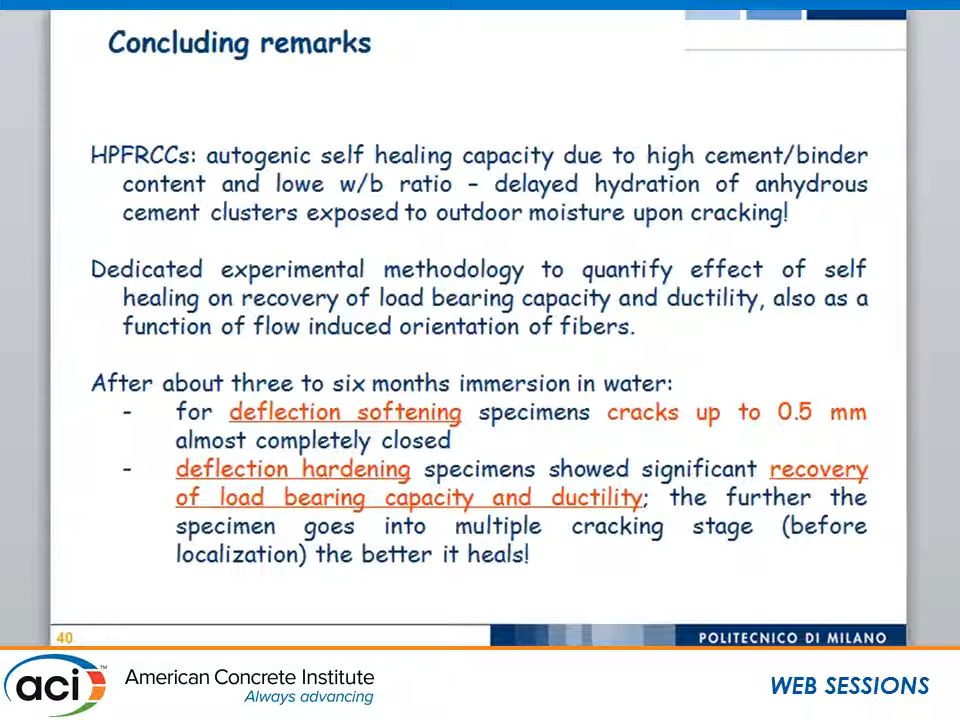 Concluding remarks
HPFRCCs: autogenic self healing capacity due to high cement/binder
content and lowe w/b ratio – delayed hydration of anhydrous
cement clusters exposed to outdoor moisture upon cracking!
Dedicated experimental methodology to quantify effect of self
healing on recovery of load bearing capacity and ductility, also as a
function of flow induced orientation of fibers.
After about three to six months immersion in water:
- for deflection softening specimens cracks up to 0.5 mm
almost completely closed
- deflection hardening specimens showed significant recovery
of load bearing capacity and ductility; the further the
specimen goes into multiple cracking stage (before
localization) the better it heals!
40
POLITECNICO DI MILANO
aci™
American Concrete Institute
Always advancing
WEB SESSIONS